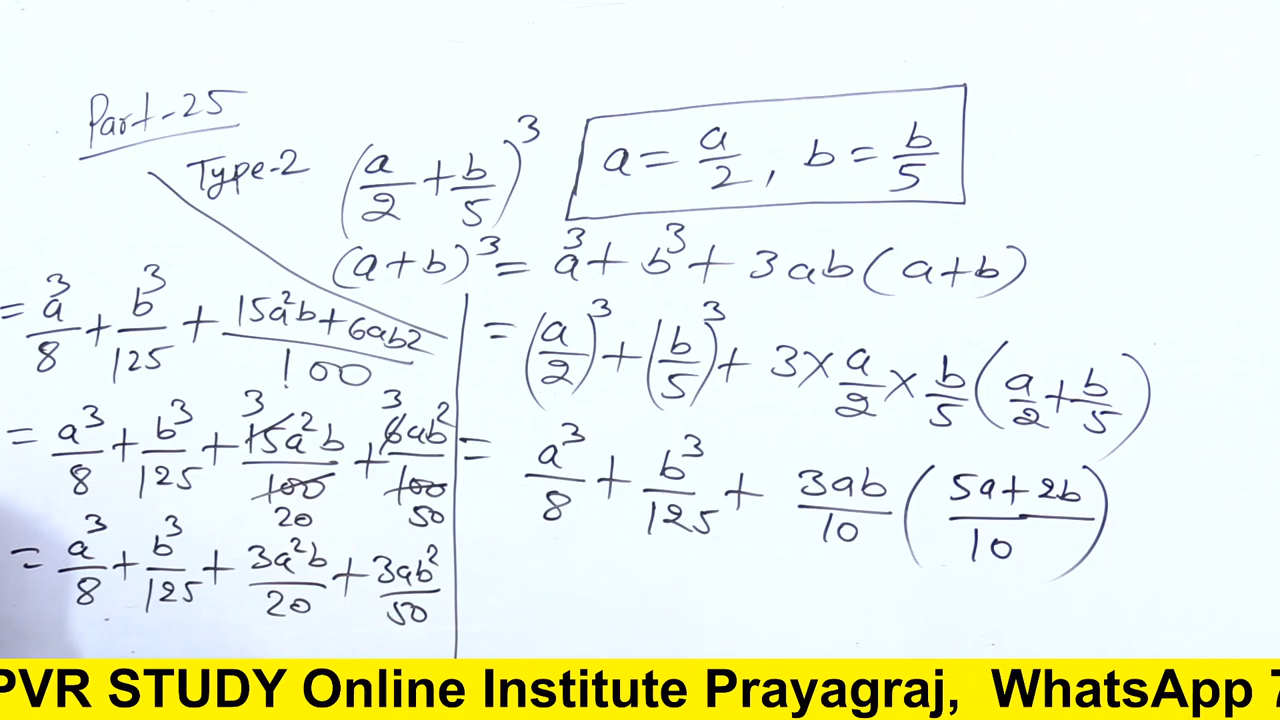 Part-25
Type-2 (a/2 + b/5)³
a = a/2, b = b/5
(a+b)³ = a³ + b³ + 3ab(a+b)
= (a/2)³ + (b/5)³ + 3 × a/2 × b/5 (a/2 + b/5)
= a³/8 + b³/125 + 3ab/10 ((5a+2b)/10)
= a³/8 + b³/125 + (15a²b + 6ab2)/100
= a³/8 + b³/125 + 15a²b/100 + 6ab²/100
3 3
20 50
= a³/8 + b³/125 + 3a²b/20 + 3ab²/50
PVR STUDY Online Institute Prayagraj, WhatsApp 7